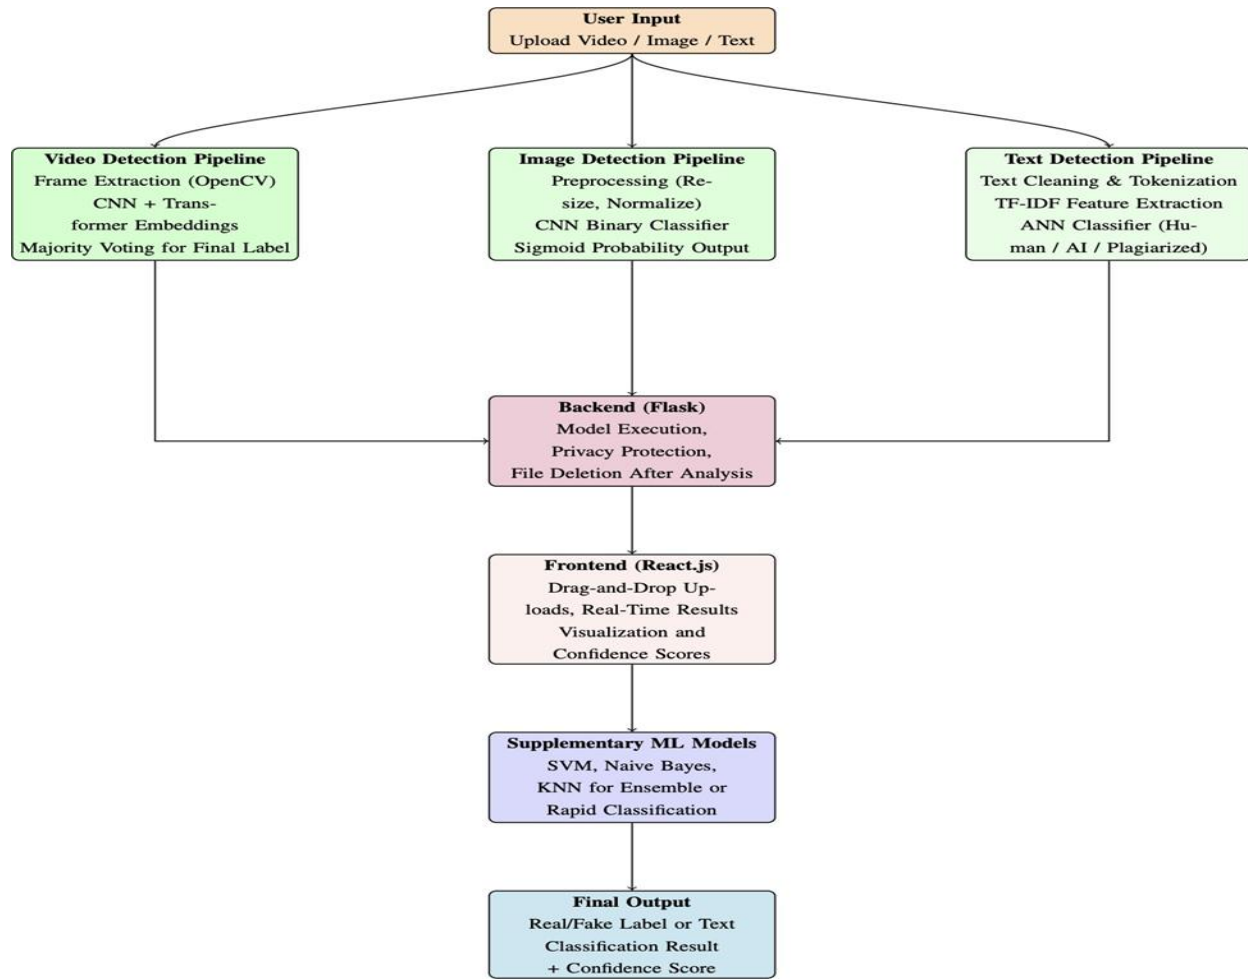 User Input
Upload Video / Image / Text
Video Detection Pipeline
Frame Extraction (OpenCV)
CNN + Trans-
former Embeddings
Majority Voting for Final Label
Image Detection Pipeline
Preprocessing (Re-
size, Normalize)
CNN Binary Classifier
Sigmoid Probability Output
Text Detection Pipeline
Text Cleaning & Tokenization
TF-IDF Feature Extraction
ANN Classifier (Hu-
man / AI / Plagiarized)
Backend (Flask)
Model Execution,
Privacy Protection,
File Deletion After Analysis
Frontend (React.js)
Drag-and-Drop Up-
loads, Real-Time Results
Visualization and
Confidence Scores
Supplementary ML Models
SVM, Naive Bayes,
KNN for Ensemble or
Rapid Classification
Final Output
Real/Fake Label or Text
Classification Result
+ Confidence Score